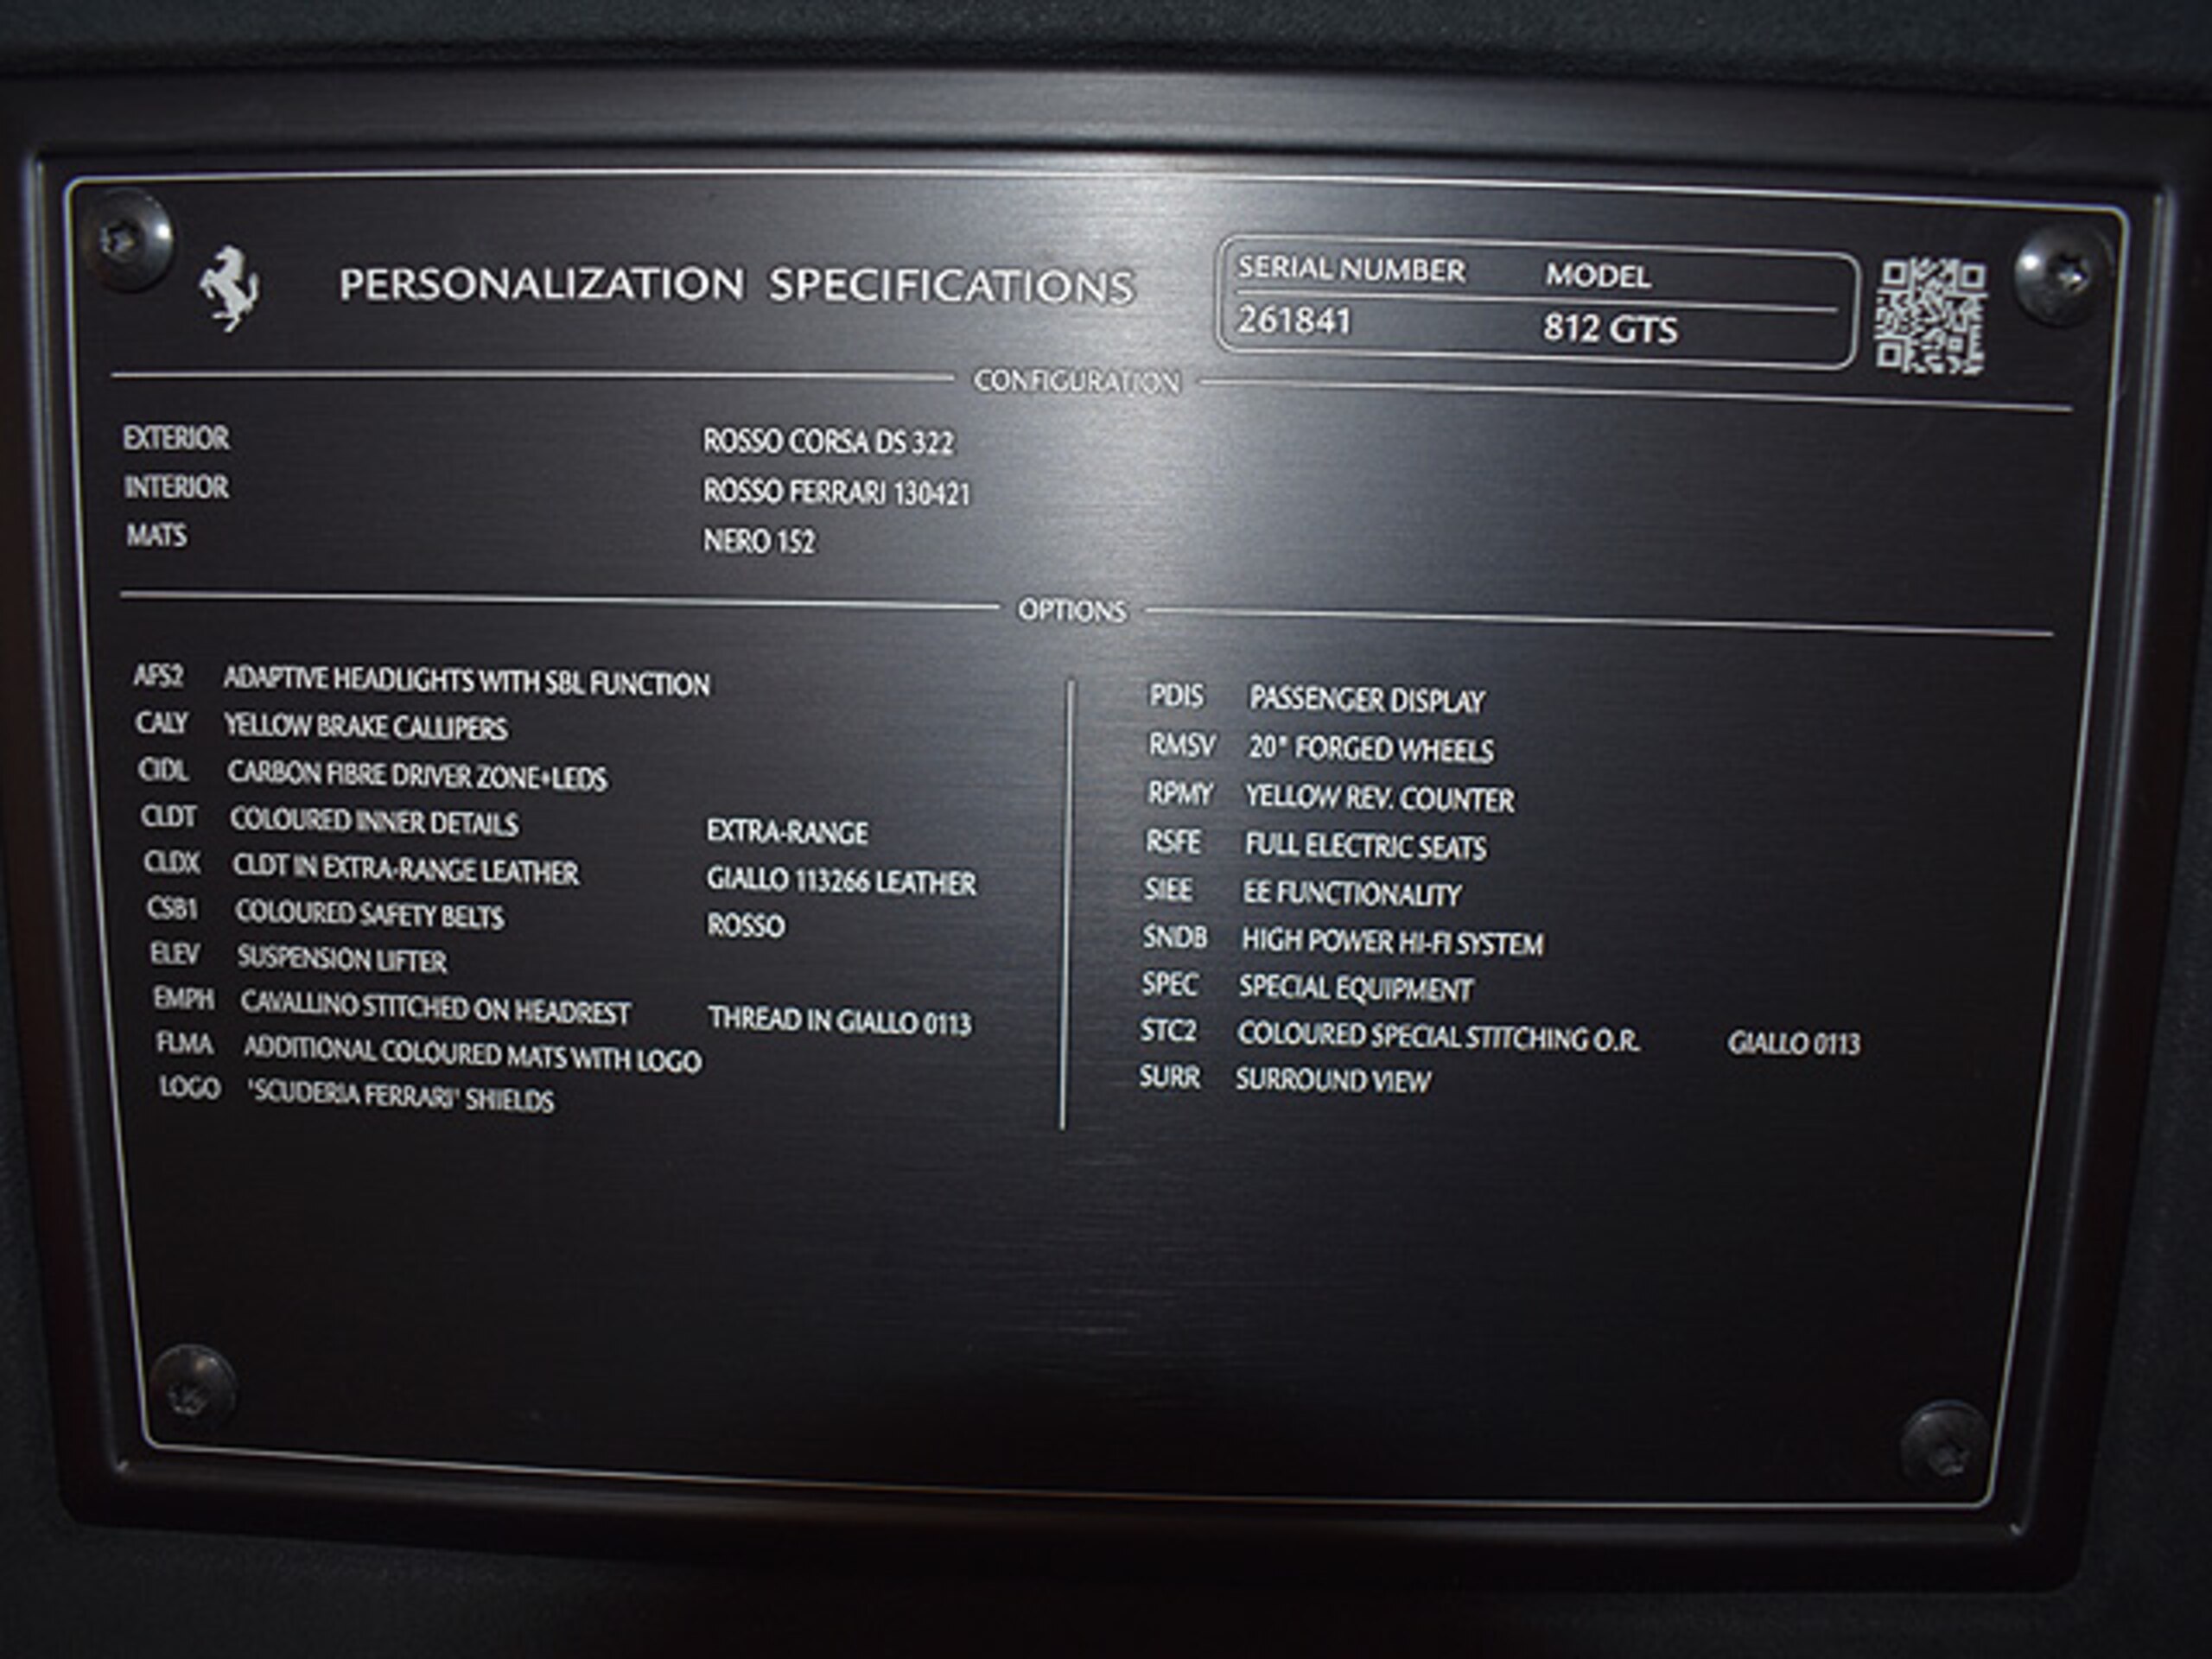 PERSONALIZATION SPECIFICATIONS
SERIAL NUMBER MODEL
261841 812 GTS
CONFIGURATION
EXTERIOR ROSSO CORSA DS 322
INTERIOR ROSSO FERRARI 130421
MATS NERO 152
OPTIONS
AFS2 ADAPTIVE HEADLIGHTS WITH SBL FUNCTION
CALY YELLOW BRAKE CALLIPERS
CIDL CARBON FIBRE DRIVER ZONE+LEDS
CLDT COLOURED INNER DETAILS EXTRA-RANGE
CLDX CLDT IN EXTRA-RANGE LEATHER GIALLO 113266 LEATHER
CSB1 COLOURED SAFETY BELTS ROSSO
ELEV SUSPENSION LIFTER
EMPH CAVALLINO STITCHED ON HEADREST THREAD IN GIALLO 0113
FLMA ADDITIONAL COLOURED MATS WITH LOGO
LOGO 'SCUDERIA FERRARI' SHIELDS
PDIS PASSENGER DISPLAY
RMSV 20" FORGED WHEELS
RPMY YELLOW REV. COUNTER
RSFE FULL ELECTRIC SEATS
SIEE EE FUNCTIONALITY
SNDB HIGH POWER HI-FI SYSTEM
SPEC SPECIAL EQUIPMENT
STC2 COLOURED SPECIAL STITCHING O.R. GIALLO 0113
SURR SURROUND VIEW